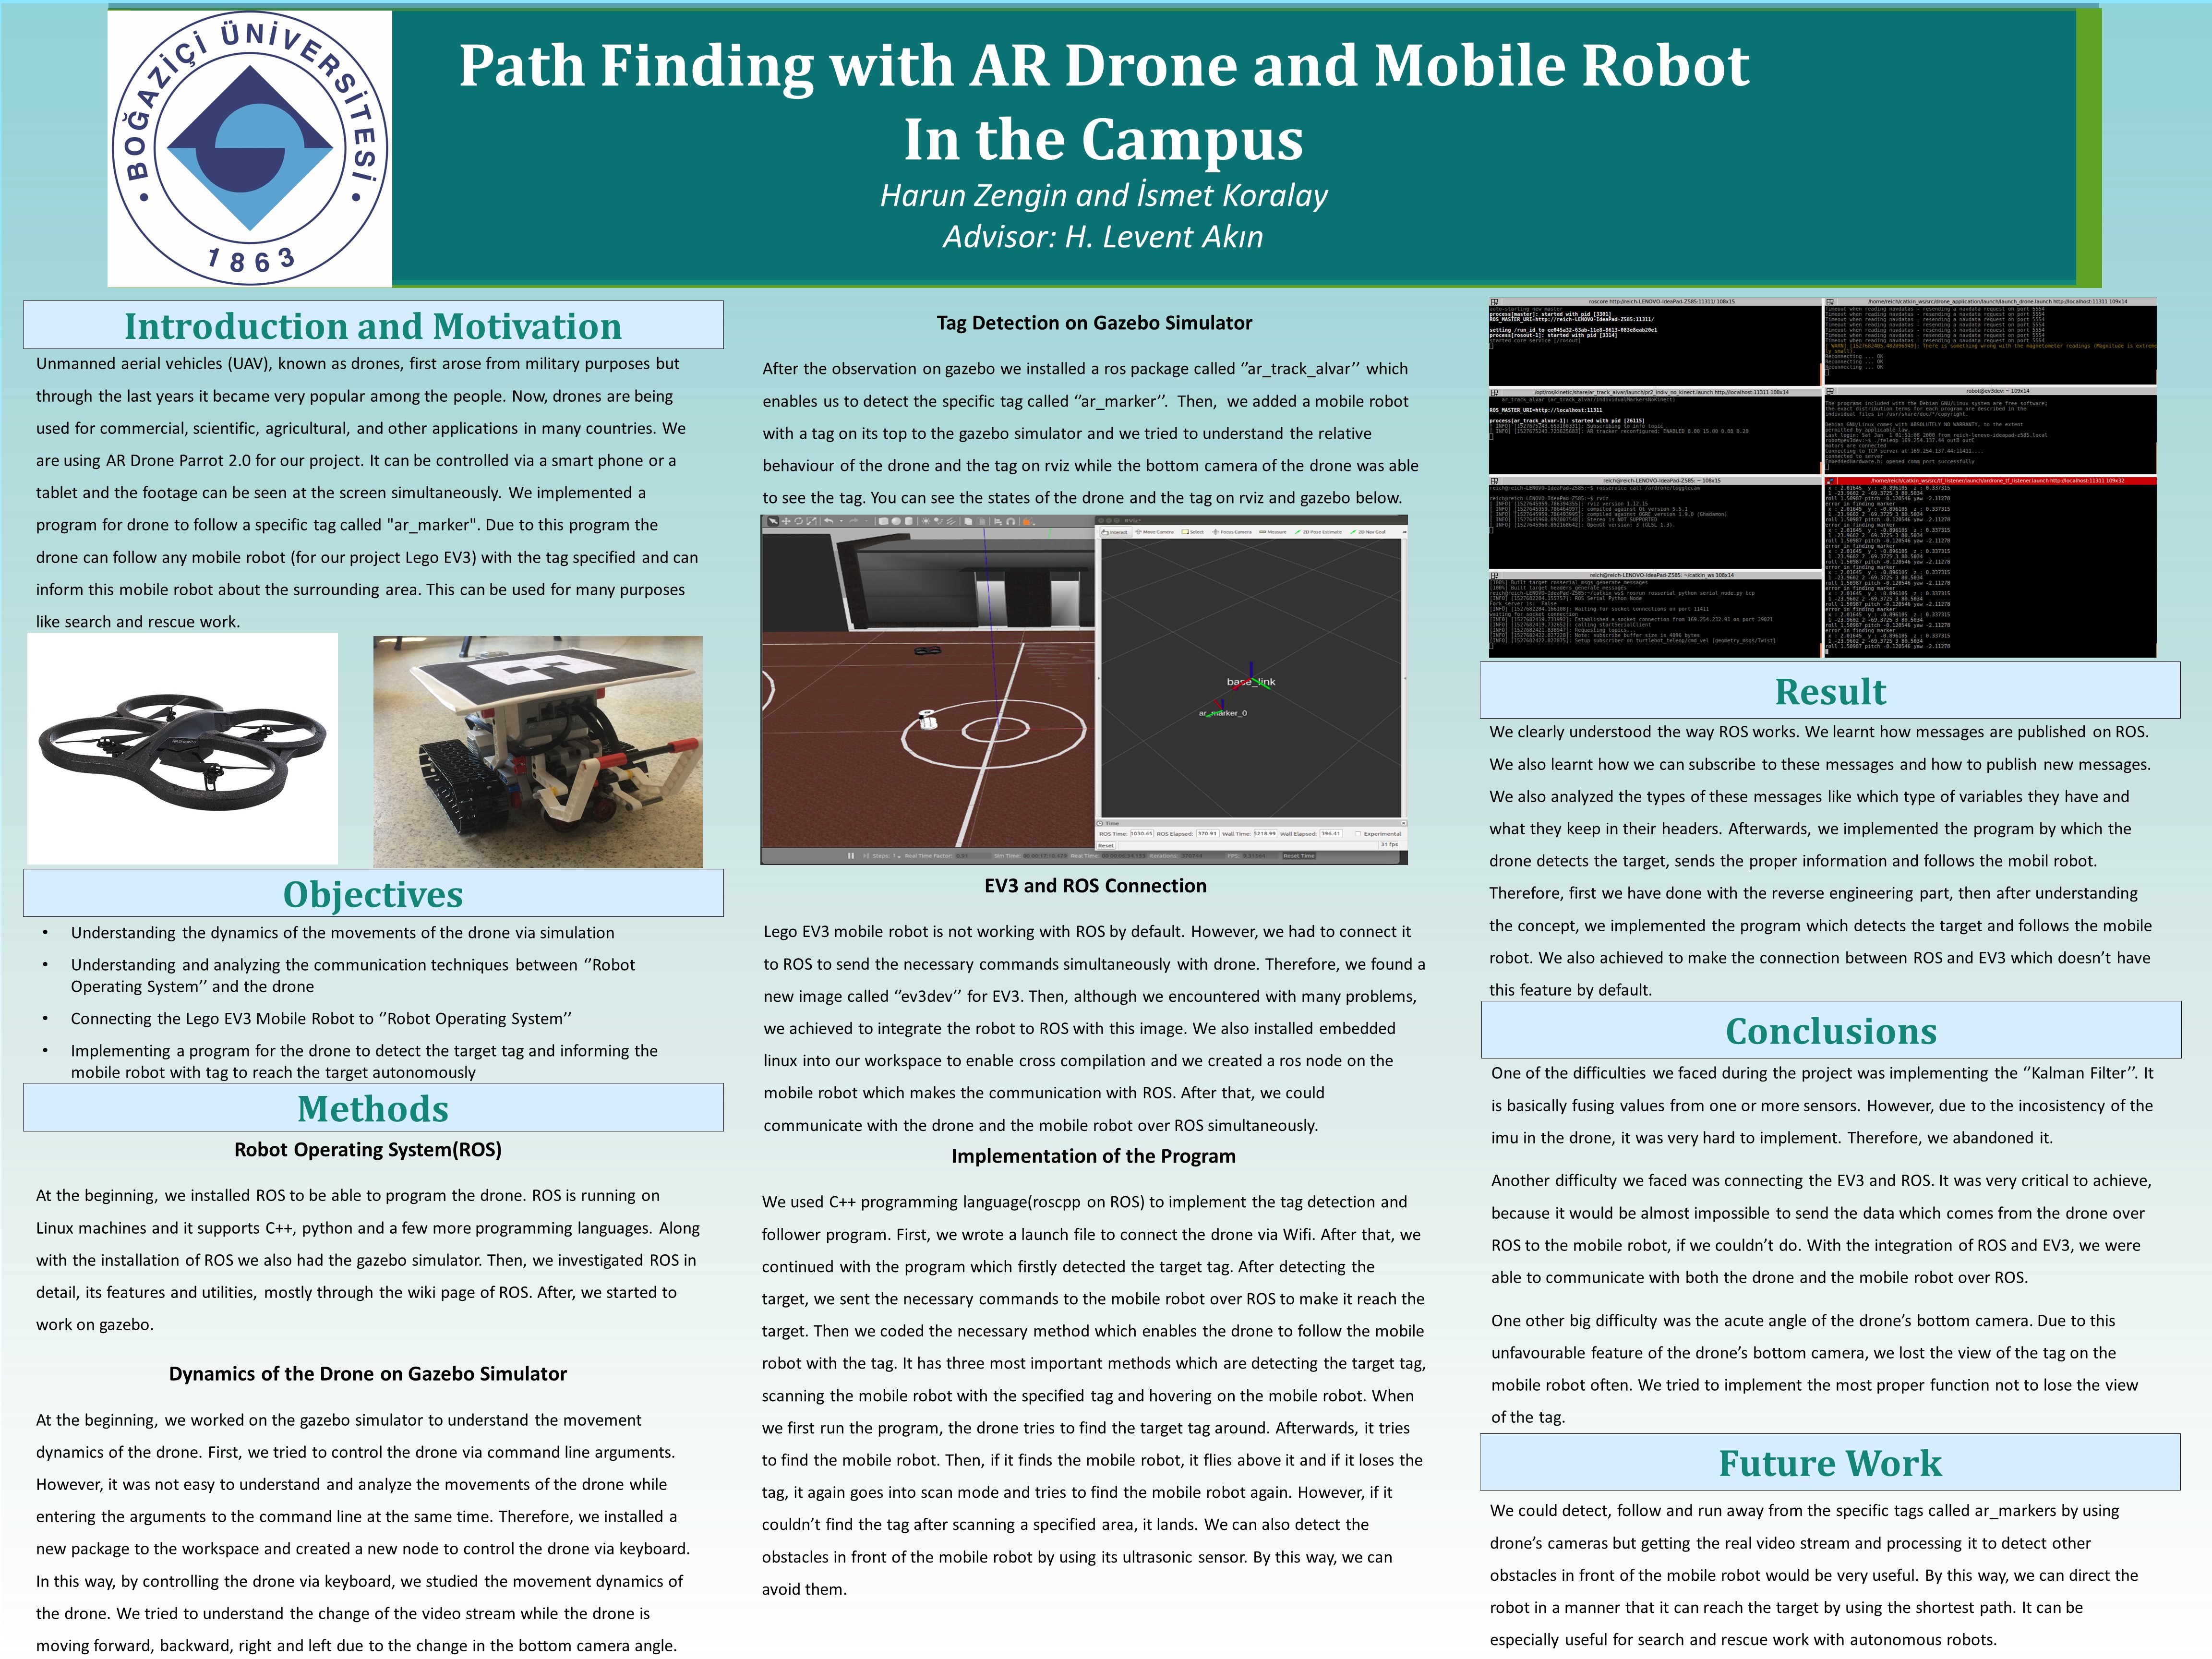 BOĞAZİÇİ ÜNİVERSİTESİ
1863
Path Finding with AR Drone and Mobile Robot
In the Campus
Harun Zengin and İsmet Koralay
Advisor: H. Levent Akın
Introduction and Motivation
Unmanned aerial vehicles (UAV), known as drones, first arose from military purposes but
through the last years it became very popular among the people. Now, drones are being
used for commercial, scientific, agricultural, and other applications in many countries. We
are using AR Drone Parrot 2.0 for our project. It can be controlled via a smart phone or a
tablet and the footage can be seen at the screen simultaneously. We implemented a
program for drone to follow a specific tag called "ar_marker". Due to this program the
drone can follow any mobile robot (for our project Lego EV3) with the tag specified and can
inform this mobile robot about the surrounding area. This can be used for many purposes
like search and rescue work.
Objectives
• Understanding the dynamics of the movements of the drone via simulation
• Understanding and analyzing the communication techniques between ‘’Robot
Operating System’’ and the drone
• Connecting the Lego EV3 Mobile Robot to ‘’Robot Operating System’’
• Implementing a program for the drone to detect the target tag and informing the
mobile robot with tag to reach the target autonomously
Methods
Robot Operating System(ROS)
At the beginning, we installed ROS to be able to program the drone. ROS is running on
Linux machines and it supports C++, python and a few more programming languages. Along
with the installation of ROS we also had the gazebo simulator. Then, we investigated ROS in
detail, its features and utilities, mostly through the wiki page of ROS. After, we started to
work on gazebo.
Dynamics of the Drone on Gazebo Simulator
At the beginning, we worked on the gazebo simulator to understand the movement
dynamics of the drone. First, we tried to control the drone via command line arguments.
However, it was not easy to understand and analyze the movements of the drone while
entering the arguments to the command line at the same time. Therefore, we installed a
new package to the workspace and created a new node to control the drone via keyboard.
In this way, by controlling the drone via keyboard, we studied the movement dynamics of
the drone. We tried to understand the change of the video stream while the drone is
moving forward, backward, right and left due to the change in the bottom camera angle.
Tag Detection on Gazebo Simulator
After the observation on gazebo we installed a ros package called ‘’ar_track_alvar’’ which
enables us to detect the specific tag called ‘’ar_marker’’. Then, we added a mobile robot
with a tag on its top to the gazebo simulator and we tried to understand the relative
behaviour of the drone and the tag on rviz while the bottom camera of the drone was able
to see the tag. You can see the states of the drone and the tag on rviz and gazebo below.
Interact Move Camera Select Focus Camera Measure 2D Pose Estimate 2D Nav Goal
base_link
ar_marker_0
Time
ROS Time: 1030.65 ROS Elapsed: 370.91 Wall Time: 5218.99 Wall Elapsed: 396.41 Experimental
Reset 31 fps
EV3 and ROS Connection
Lego EV3 mobile robot is not working with ROS by default. However, we had to connect it
to ROS to send the necessary commands simultaneously with drone. Therefore, we found a
new image called ‘’ev3dev’’ for EV3. Then, although we encountered with many problems,
we achieved to integrate the robot to ROS with this image. We also installed embedded
linux into our workspace to enable cross compilation and we created a ros node on the
mobile robot which makes the communication with ROS. After that, we could
communicate with the drone and the mobile robot over ROS simultaneously.
Implementation of the Program
We used C++ programming language(roscpp on ROS) to implement the tag detection and
follower program. First, we wrote a launch file to connect the drone via Wifi. After that, we
continued with the program which firstly detected the target tag. After detecting the
target, we sent the necessary commands to the mobile robot over ROS to make it reach the
target. Then we coded the necessary method which enables the drone to follow the mobile
robot with the tag. It has three most important methods which are detecting the target tag,
scanning the mobile robot with the specified tag and hovering on the mobile robot. When
we first run the program, the drone tries to find the target tag around. Afterwards, it tries
to find the mobile robot. Then, if it finds the mobile robot, it flies above it and if it loses the
tag, it again goes into scan mode and tries to find the mobile robot again. However, if it
couldn’t find the tag after scanning a specified area, it lands. We can also detect the
obstacles in front of the mobile robot by using its ultrasonic sensor. By this way, we can
avoid them.
Result
We clearly understood the way ROS works. We learnt how messages are published on ROS.
We also learnt how we can subscribe to these messages and how to publish new messages.
We also analyzed the types of these messages like which type of variables they have and
what they keep in their headers. Afterwards, we implemented the program by which the
drone detects the target, sends the proper information and follows the mobil robot.
Therefore, first we have done with the reverse engineering part, then after understanding
the concept, we implemented the program which detects the target and follows the mobile
robot. We also achieved to make the connection between ROS and EV3 which doesn’t have
this feature by default.
Conclusions
One of the difficulties we faced during the project was implementing the ‘’Kalman Filter’’. It
is basically fusing values from one or more sensors. However, due to the incosistency of the
imu in the drone, it was very hard to implement. Therefore, we abandoned it.
Another difficulty we faced was connecting the EV3 and ROS. It was very critical to achieve,
because it would be almost impossible to send the data which comes from the drone over
ROS to the mobile robot, if we couldn’t do. With the integration of ROS and EV3, we were
able to communicate with both the drone and the mobile robot over ROS.
One other big difficulty was the acute angle of the drone’s bottom camera. Due to this
unfavourable feature of the drone’s bottom camera, we lost the view of the tag on the
mobile robot often. We tried to implement the most proper function not to lose the view
of the tag.
Future Work
We could detect, follow and run away from the specific tags called ar_markers by using
drone’s cameras but getting the real video stream and processing it to detect other
obstacles in front of the mobile robot would be very useful. By this way, we can direct the
robot in a manner that it can reach the target by using the shortest path. It can be
especially useful for search and rescue work with autonomous robots.